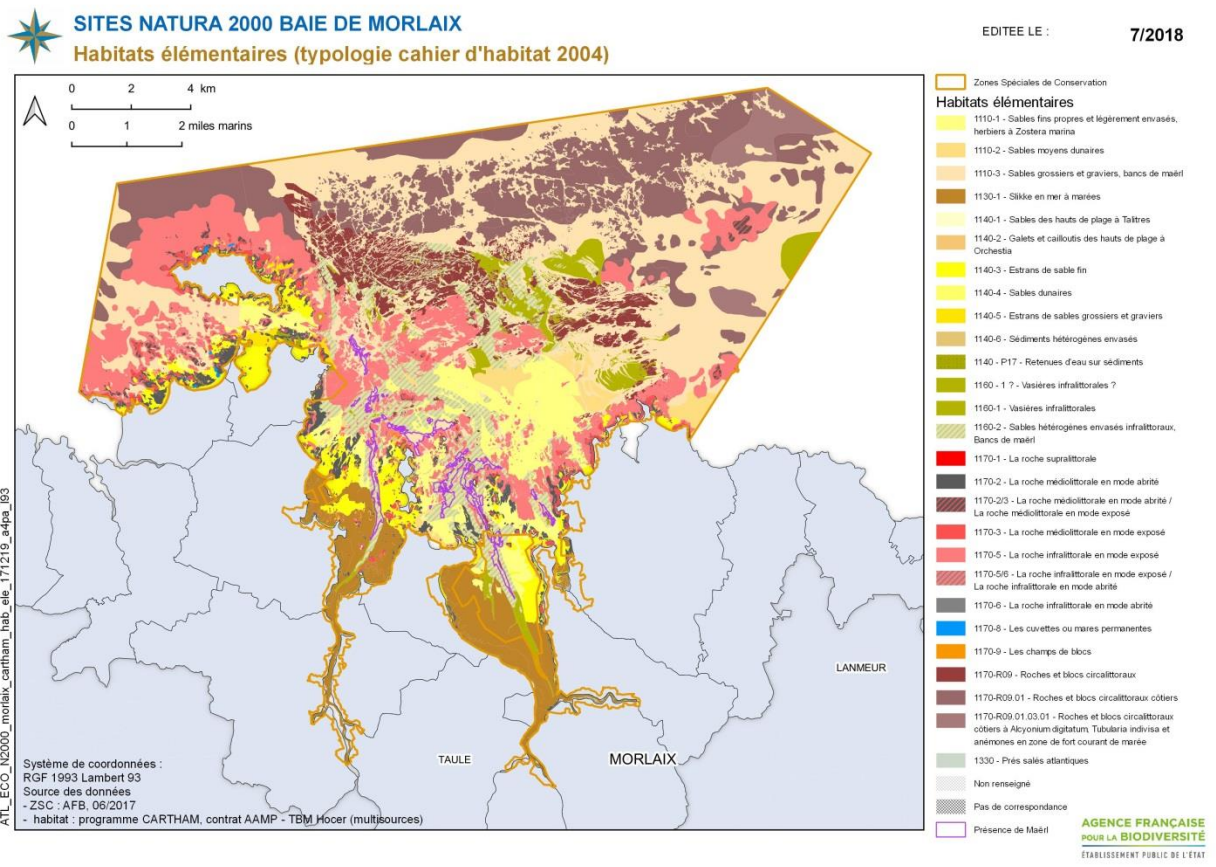 SITES NATURA 2000 BAIE DE MORLAIX
Habitats élémentaires (typologie cahier d'habitat 2004)
EDITEE LE :
7/2018
0 2 4 km
0 1 2 miles marins
LANMEUR
TAULE
MORLAIX
Système de coordonnées :
RGF 1993 Lambert 93
Source des données
- ZSC : AFB, 06/2017
- habitat : programme CARTHAM, contrat AAMP - TBM Hocer (multisources)
ATL_ECO_N2000_morlaix_cartham_hab_ele_171219_a4pa_l93
Zones Spéciales de Conservation
Habitats élémentaires
1110-1 - Sables fins propres et légèrement envasés,
herbiers à Zostera marina
1110-2 - Sables moyens dunaires
1110-3 - Sables grossiers et graviers, bancs de maërl
1130-1 - Slikke en mer à marées
1140-1 - Sables des hauts de plage à Talitres
1140-2 - Galets et cailloutis des hauts de plage à
Orchestia
1140-3 - Estrans de sable fin
1140-4 - Sables dunaires
1140-5 - Estrans de sables grossiers et graviers
1140-6 - Sédiments hétérogènes envasés
1140 - P17 - Retenues d'eau sur sédiments
1160 - 1 ? - Vasières infralittorales ?
1160-1 - Vasières infralittorales
1160-2 - Sables hétérogènes envasés infralittoraux,
Bancs de maërl
1170-1 - La roche supralittorale
1170-2 - La roche médiolittorale en mode abrité
1170-2/3 - La roche médiolittorale en mode abrité /
La roche médiolittorale en mode exposé
1170-3 - La roche médiolittorale en mode exposé
1170-5 - La roche infralittorale en mode exposé
1170-5/6 - La roche infralittorale en mode exposé /
La roche infralittorale en mode abrité
1170-6 - La roche infralittorale en mode abrité
1170-8 - Les cuvettes ou mares permanentes
1170-9 - Les champs de blocs
1170-R09 - Roches et blocs circalittoraux
1170-R09.01 - Roches et blocs circalittoraux côtiers
1170-R09.01.03.01 - Roches et blocs circalittoraux
côtiers à Alcyonium digitatum, Tubularia indivisa et
anémones en zone de fort courant de marée
1330 - Prés salés atlantiques
Non renseigné
Pas de correspondance
Présence de Maërl
AGENCE FRANÇAISE
POUR LA BIODIVERSITÉ
ÉTABLISSEMENT PUBLIC DE L'ÉTAT